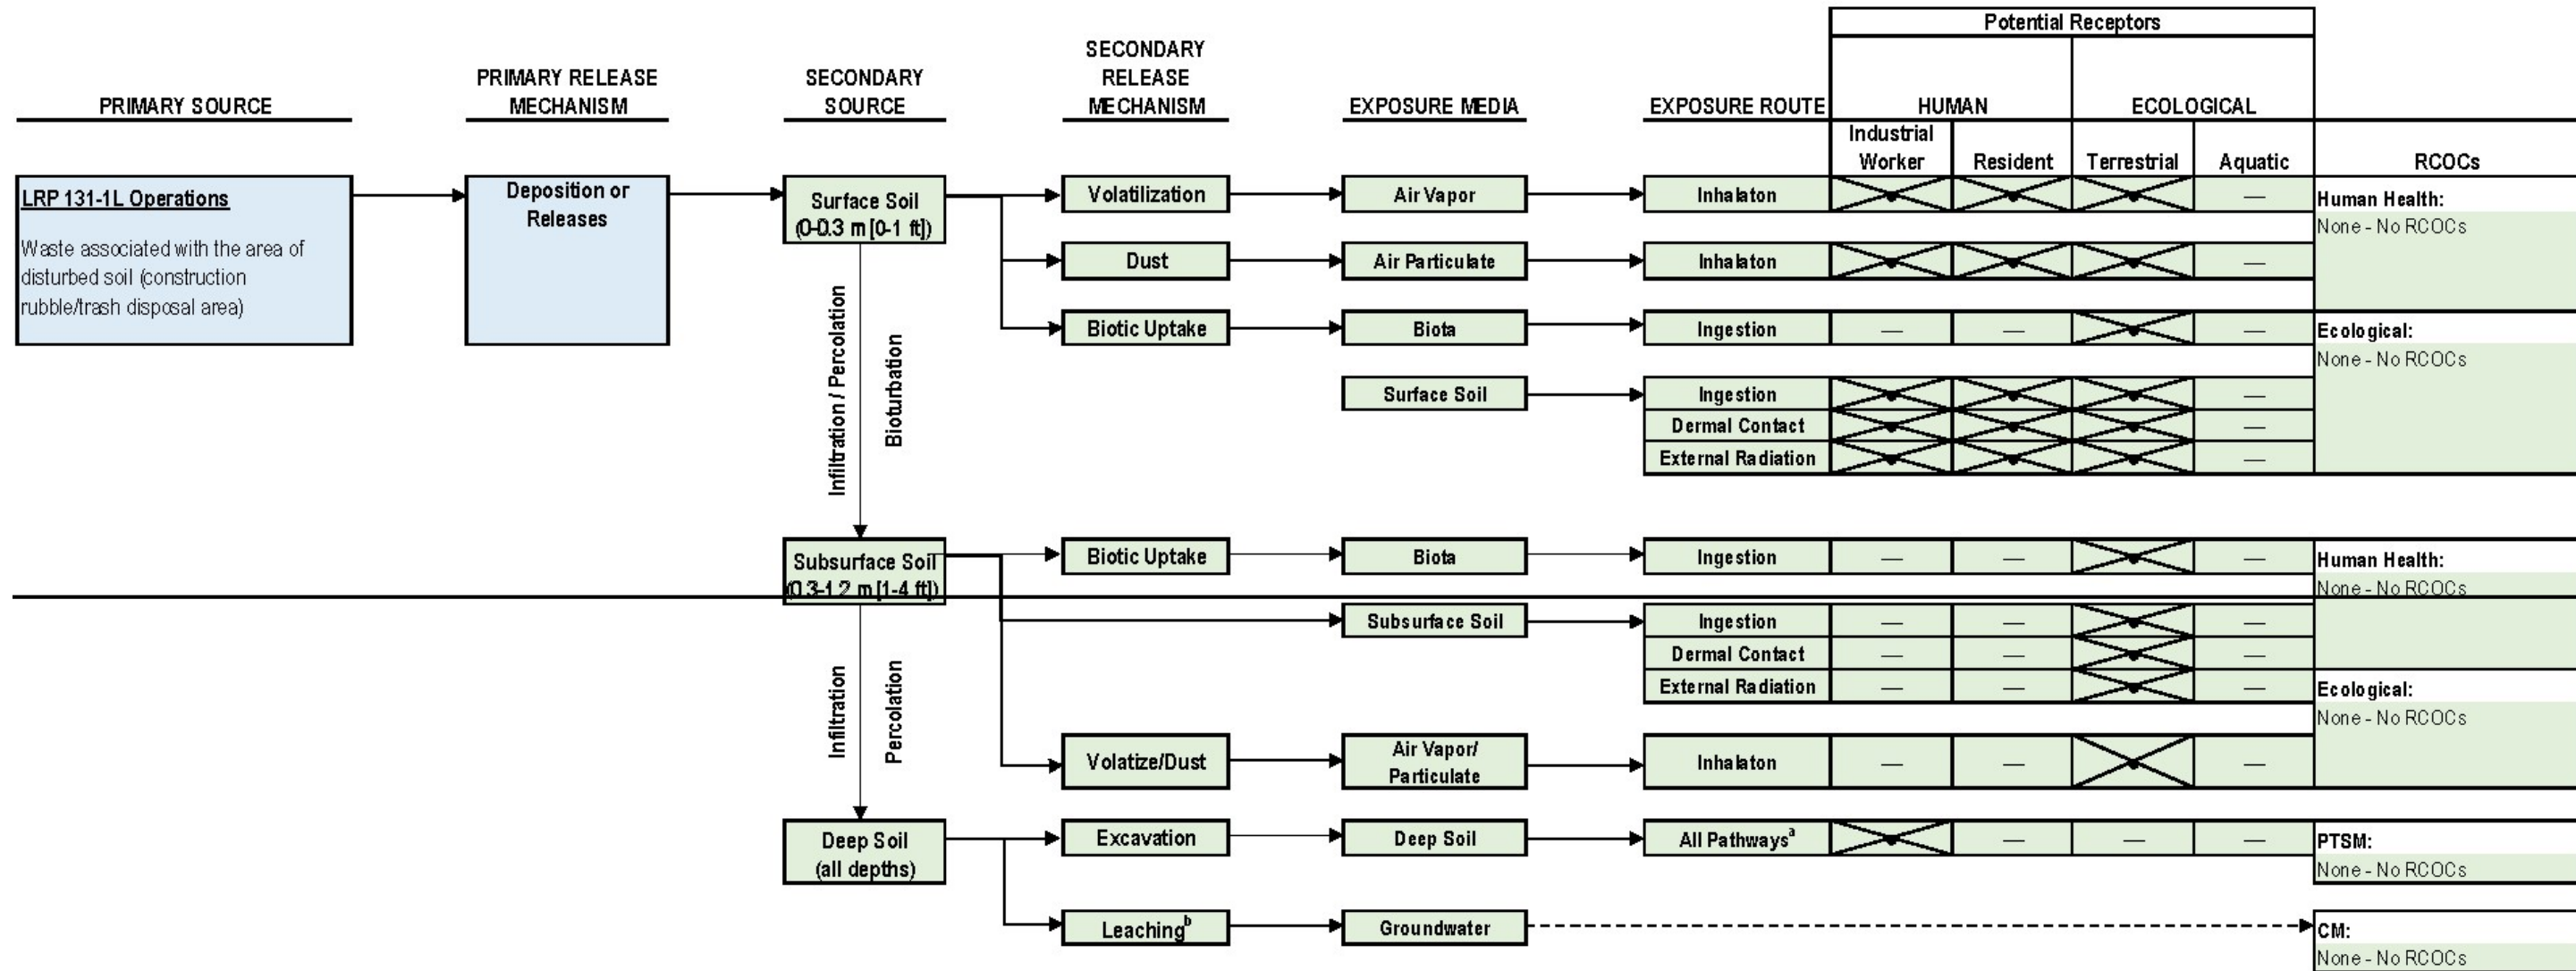 Potential Receptors
PRIMARY SOURCE
PRIMARY RELEASE
MECHANISM
SECONDARY
SOURCE
SECONDARY
RELEASE
MECHANISM
EXPOSURE MEDIA
EXPOSURE ROUTE
HUMAN
ECOLOGICAL
Industrial
Worker
Resident
Terrestrial
Aquatic
RCOCs
LRP 131-1L Operations
Waste associated with the area of
disturbed soil (construction
rubble/trash disposal area)
Deposition or
Releases
Surface Soil
(0-0.3 m [0-1 ft])
Volatilization
Air Vapor
Inhalaton
—
Human Health:
None - No RCOCs
Dust
Air Particulate
Inhalaton
—
Biotic Uptake
Biota
Ingestion
— — —
Ecological:
None - No RCOCs
Infiltration / Percolation
Bioturbation
Surface Soil
Ingestion
—
Dermal Contact
—
External Radiation
—
Subsurface Soil
(0.3-1.2 m [1-4 ft])
Biotic Uptake
Biota
Ingestion
— — —
Human Health:
None - No RCOCs
Subsurface Soil
Ingestion
— — —
Dermal Contact
— — —
External Radiation
— — —
Ecological:
None - No RCOCs
Infiltration
Percolation
Volatize/Dust
Air Vapor/
Particulate
Inhalaton
— — —
Deep Soil
(all depths)
Excavation
Deep Soil
All Pathwaysᵃ
— — —
PTSM:
None - No RCOCs
Leachingᵇ
Groundwater
CM:
None - No RCOCs